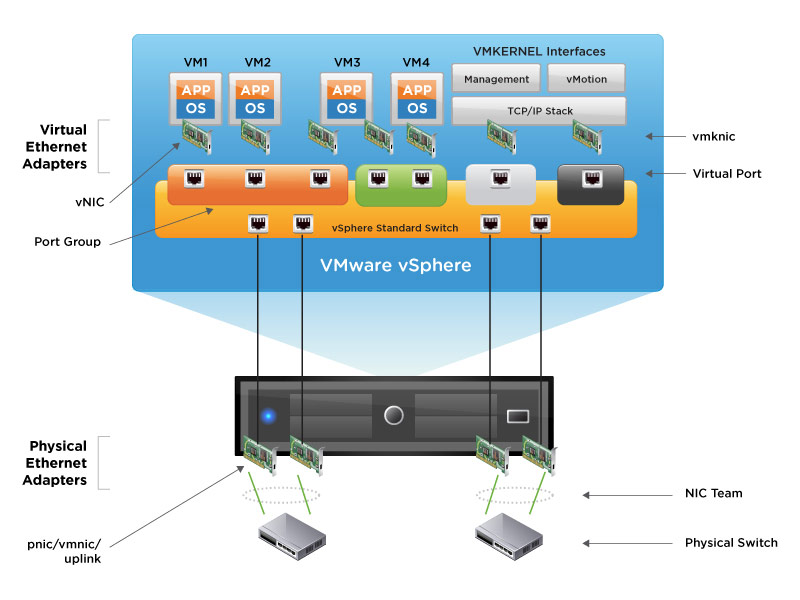 VMKERNEL Interfaces
VM1
VM2
VM3
VM4
Management
vMotion
APP
OS
APP
OS
APP
OS
APP
OS
TCP/IP Stack
Virtual
Ethernet
Adapters
vmknic
Virtual Port
vNIC
Port Group
vSphere Standard Switch
VMware vSphere
Physical
Ethernet
Adapters
NIC Team
pnic/vmnic/
uplink
Physical Switch